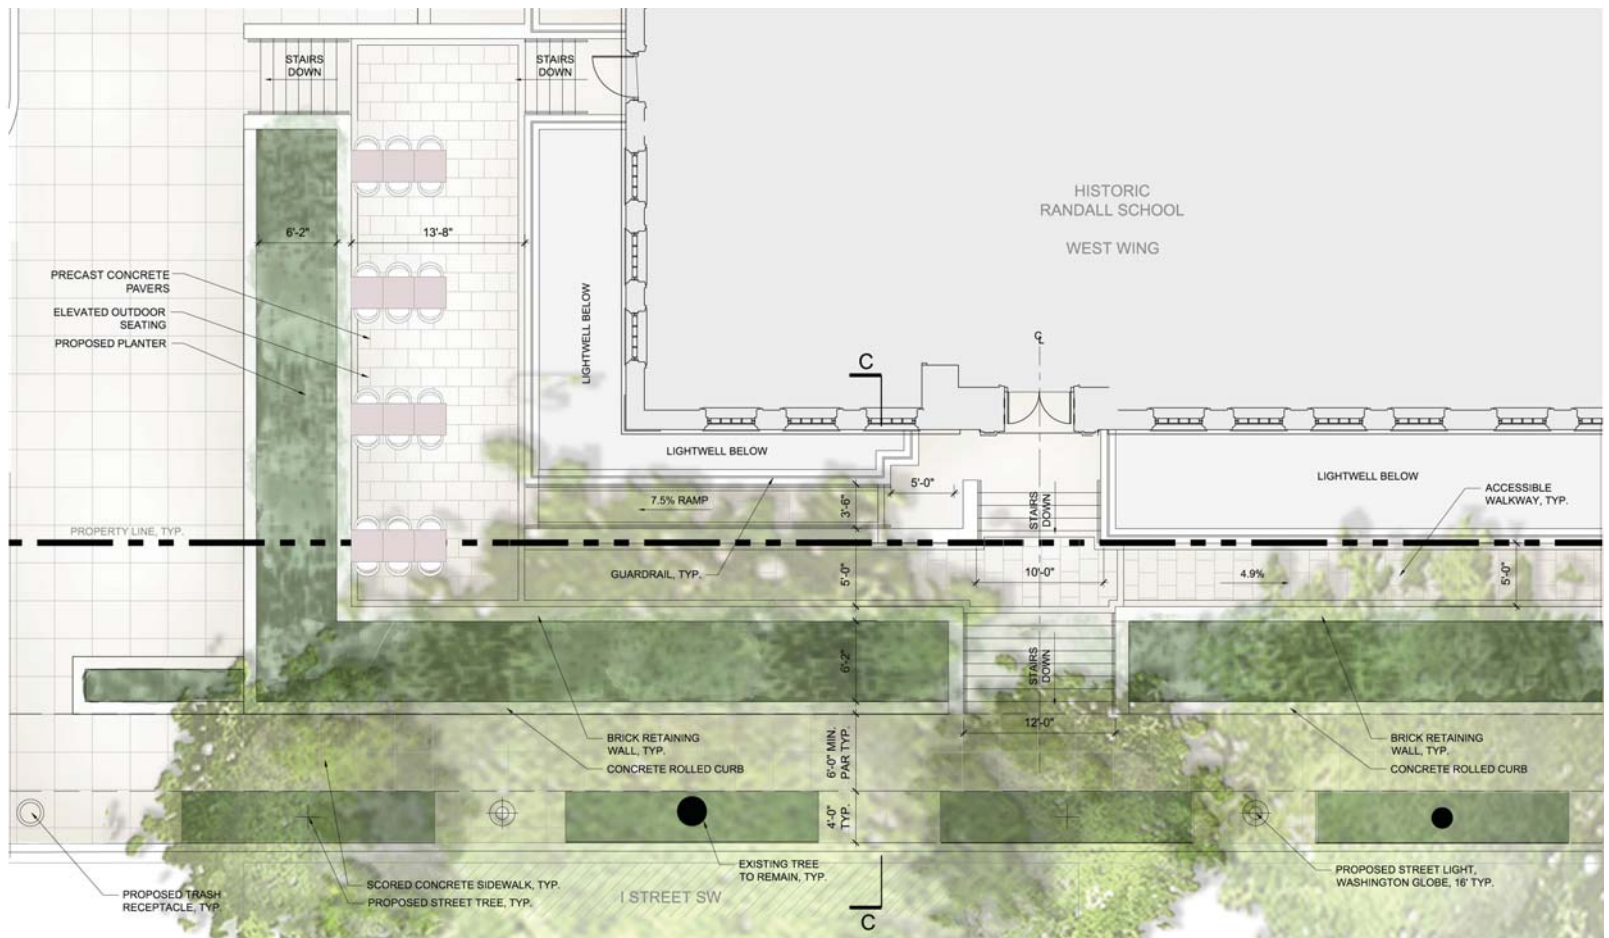 STAIRS
DOWN
STAIRS
DOWN
HISTORIC
RANDALL SCHOOL
WEST WING
6'-2"
13'-8"
PRECAST CONCRETE
PAVERS
ELEVATED OUTDOOR
SEATING
PROPOSED PLANTER
LIGHTWELL BELOW
C
℄
LIGHTWELL BELOW
LIGHTWELL BELOW
5'-0"
7.5% RAMP
3'-6"
STAIRS
DOWN
ACCESSIBLE
WALKWAY, TYP.
PROPERTY LINE, TYP.
GUARDRAIL, TYP.
5'-0"
10'-0"
4.9%
5'-0"
6'-2"
STAIRS
DOWN
12'-0"
BRICK RETAINING
WALL, TYP.
CONCRETE ROLLED CURB
6'-0" MIN.
PAR TYP.
BRICK RETAINING
WALL, TYP.
CONCRETE ROLLED CURB
4'-0"
TYP.
EXISTING TREE
TO REMAIN, TYP.
PROPOSED STREET LIGHT,
WASHINGTON GLOBE, 16' TYP.
PROPOSED TRASH
RECEPTACLE, TYP.
SCORED CONCRETE SIDEWALK, TYP.
PROPOSED STREET TREE, TYP.
I STREET SW
C